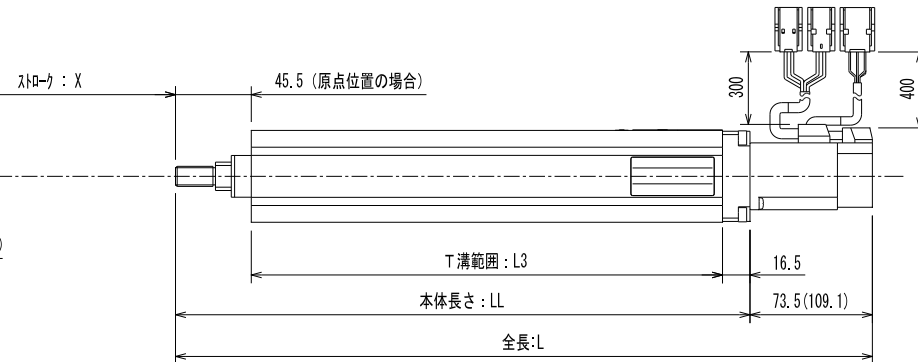 ストローク : X
45.5 (原点位置の場合)
300
400
)
T溝範囲 : L3
16.5
本体長さ : LL
73.5(109.1)
全長:L